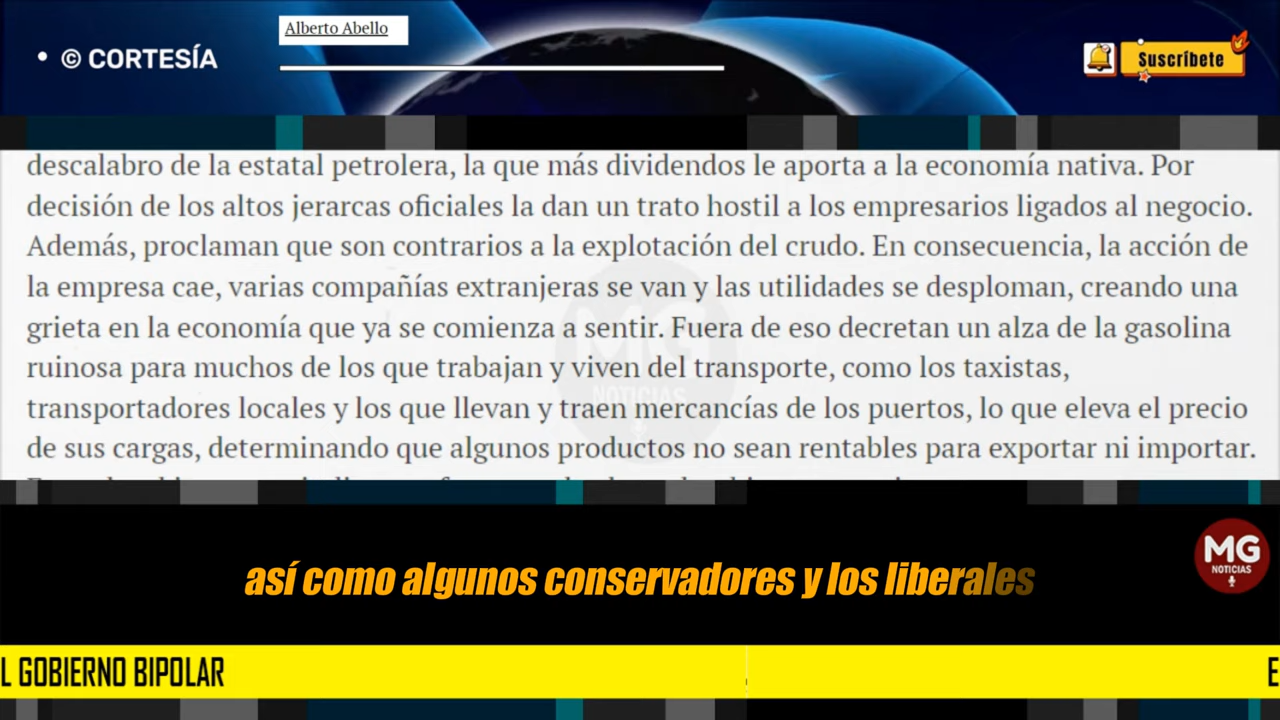 Alberto Abello
• © CORTESÍA
Suscríbete
descalabro de la estatal petrolera, la que más dividendos le aporta a la economía nativa. Por
decisión de los altos jerarcas oficiales la dan un trato hostil a los empresarios ligados al negocio.
Además, proclaman que son contrarios a la explotación del crudo. En consecuencia, la acción de
la empresa cae, varias compañías extranjeras se van y las utilidades se desploman, creando una
grieta en la economía que ya se comienza a sentir. Fuera de eso decretan un alza de la gasolina
ruinosa para muchos de los que trabajan y viven del transporte, como los taxistas,
transportadores locales y los que llevan y traen mercancías de los puertos, lo que eleva el precio
de sus cargas, determinando que algunos productos no sean rentables para exportar ni importar.
MG
NOTICIAS
así como algunos conservadores y los liberales
MG
NOTICIAS
L GOBIERNO BIPOLAR
E